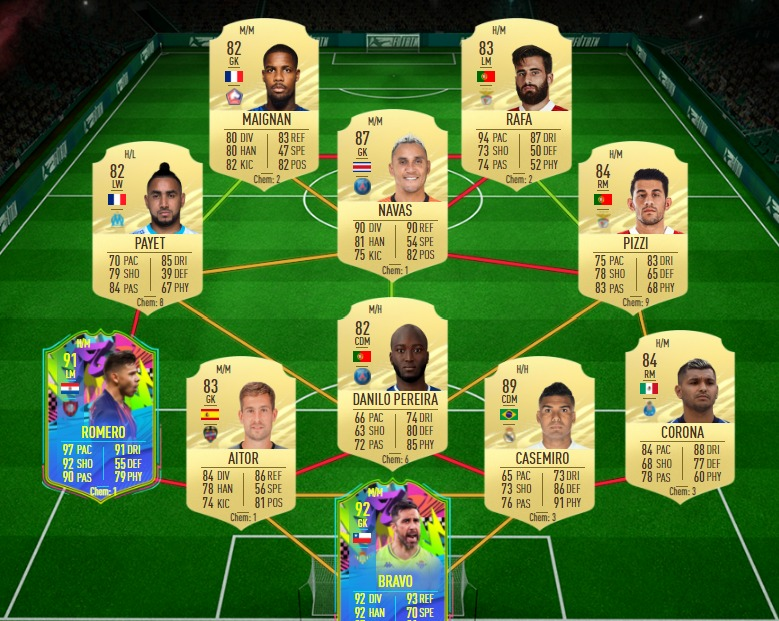 M/M
82
GK
MAIGNAN
80 DIV 83 REF
80 HAN 47 SPE
82 KIC 82 POS
Chem: 2
H/M
83
LM
RAFA
94 PAC 87 DRI
73 SHO 50 DEF
74 PAS 52 PHY
Chem: 2
M/M
87
GK
NAVAS
90 DIV 90 REF
81 HAN 54 SPE
75 KIC 82 POS
Chem: 1
H/L
82
LW
PAYET
70 PAC 85 DRI
79 SHO 39 DEF
84 PAS 67 PHY
Chem: 8
H/M
84
RM
PIZZI
75 PAC 83 DRI
78 SHO 65 DEF
83 PAS 68 PHY
Chem: 9
M/H
82
CDM
DANILO PEREIRA
66 PAC 74 DRI
63 SHO 80 DEF
72 PAS 85 PHY
Chem: 6
H/M
91
LM
ROMERO
97 PAC 91 DRI
92 SHO 55 DEF
90 PAS 79 PHY
Chem: 1
M/M
83
GK
AITOR
84 DIV 86 REF
78 HAN 56 SPE
74 KIC 81 POS
Chem: 1
H/H
89
CDM
CASEMIRO
65 PAC 73 DRI
73 SHO 86 DEF
76 PAS 91 PHY
Chem: 3
H/M
84
RM
CORONA
84 PAC 88 DRI
68 SHO 77 DEF
78 PAS 60 PHY
Chem: 3
M/M
92
GK
BRAVO
92 DIV 93 REF
92 HAN 70 SPE